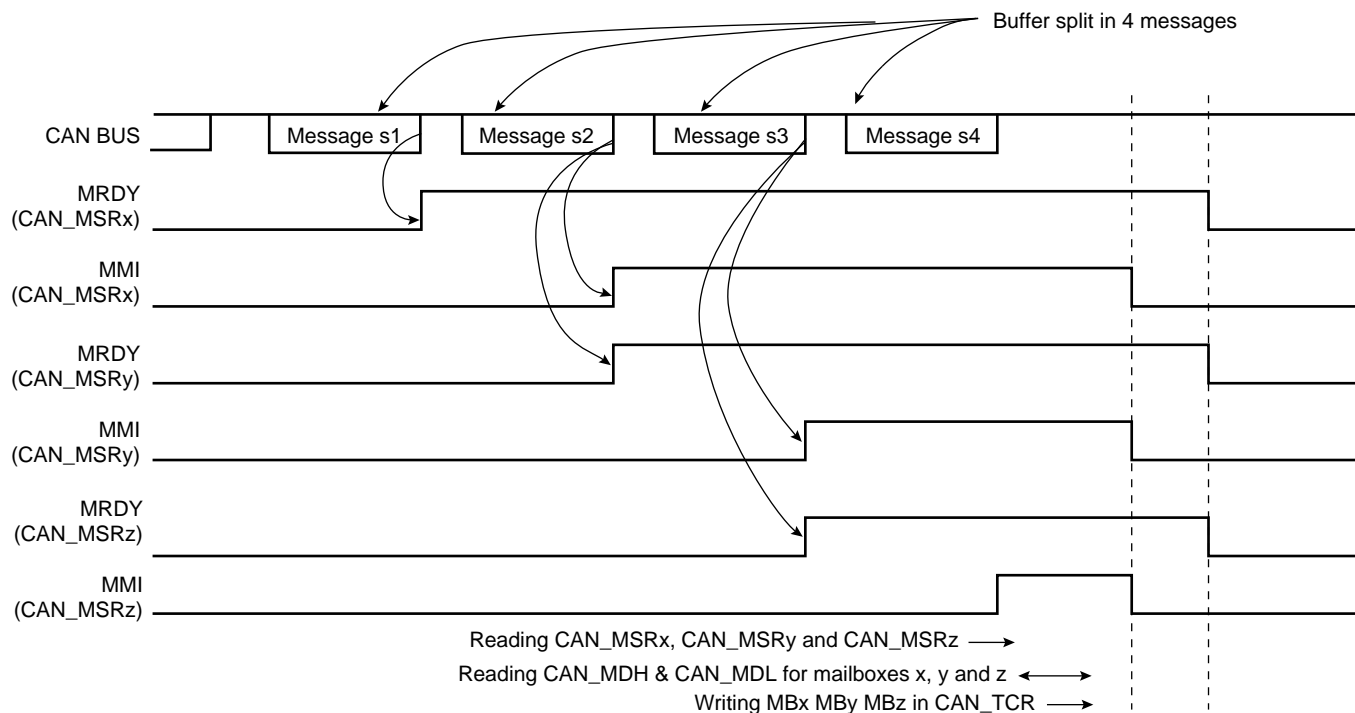 Buffer split in 4 messages
CAN BUS
Message s1
Message s2
Message s3
Message s4
MRDY
(CAN_MSRx)
MMI
(CAN_MSRx)
MRDY
(CAN_MSRy)
MMI
(CAN_MSRy)
MRDY
(CAN_MSRz)
MMI
(CAN_MSRz)
Reading CAN_MSRx, CAN_MSRy and CAN_MSRz
Reading CAN_MDH & CAN_MDL for mailboxes x, y and z
Writing MBx MBy MBz in CAN_TCR